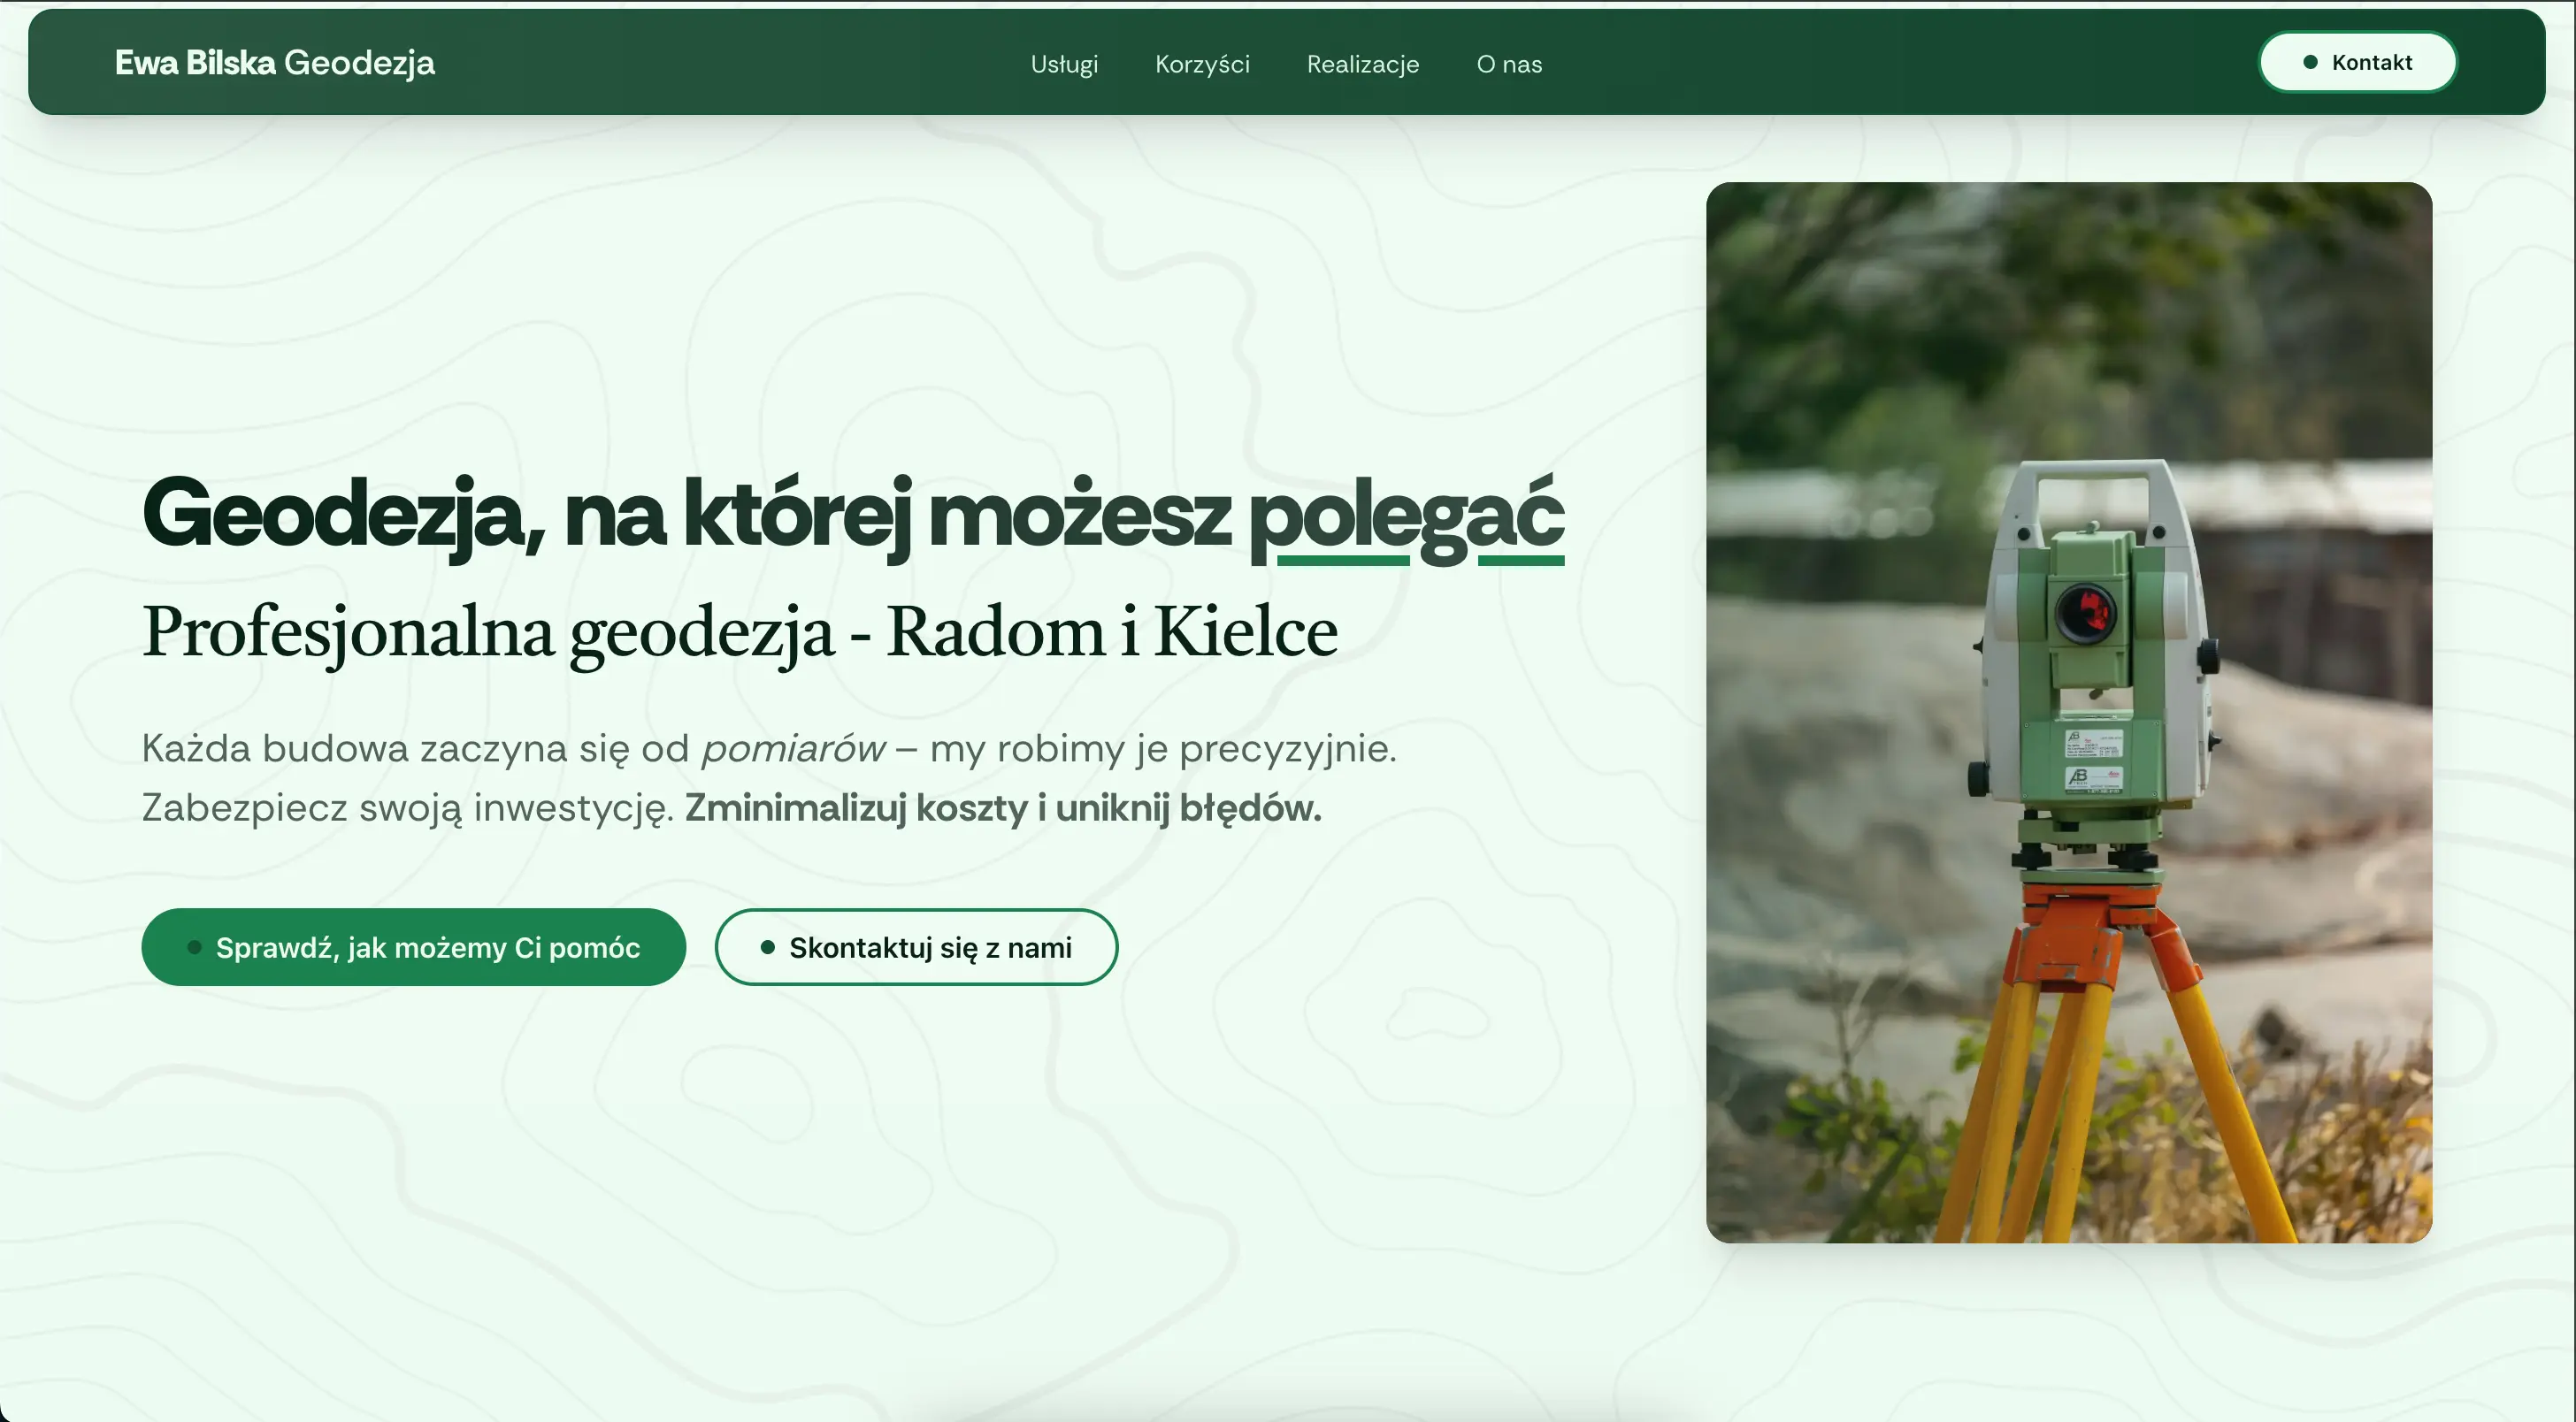 Ewa Bilska Geodezja
Usługi
Korzyści
Realizacje
O nas
Kontakt
Geodezja, na której możesz polegać
Profesjonalna geodezja - Radom i Kielce
Każda budowa zaczyna się od pomiarów – my robimy je precyzyjnie.
Zabezpiecz swoją inwestycję. Zminimalizuj koszty i uniknij błędów.
Sprawdź, jak możemy Ci pomóc
Skontaktuj się z nami